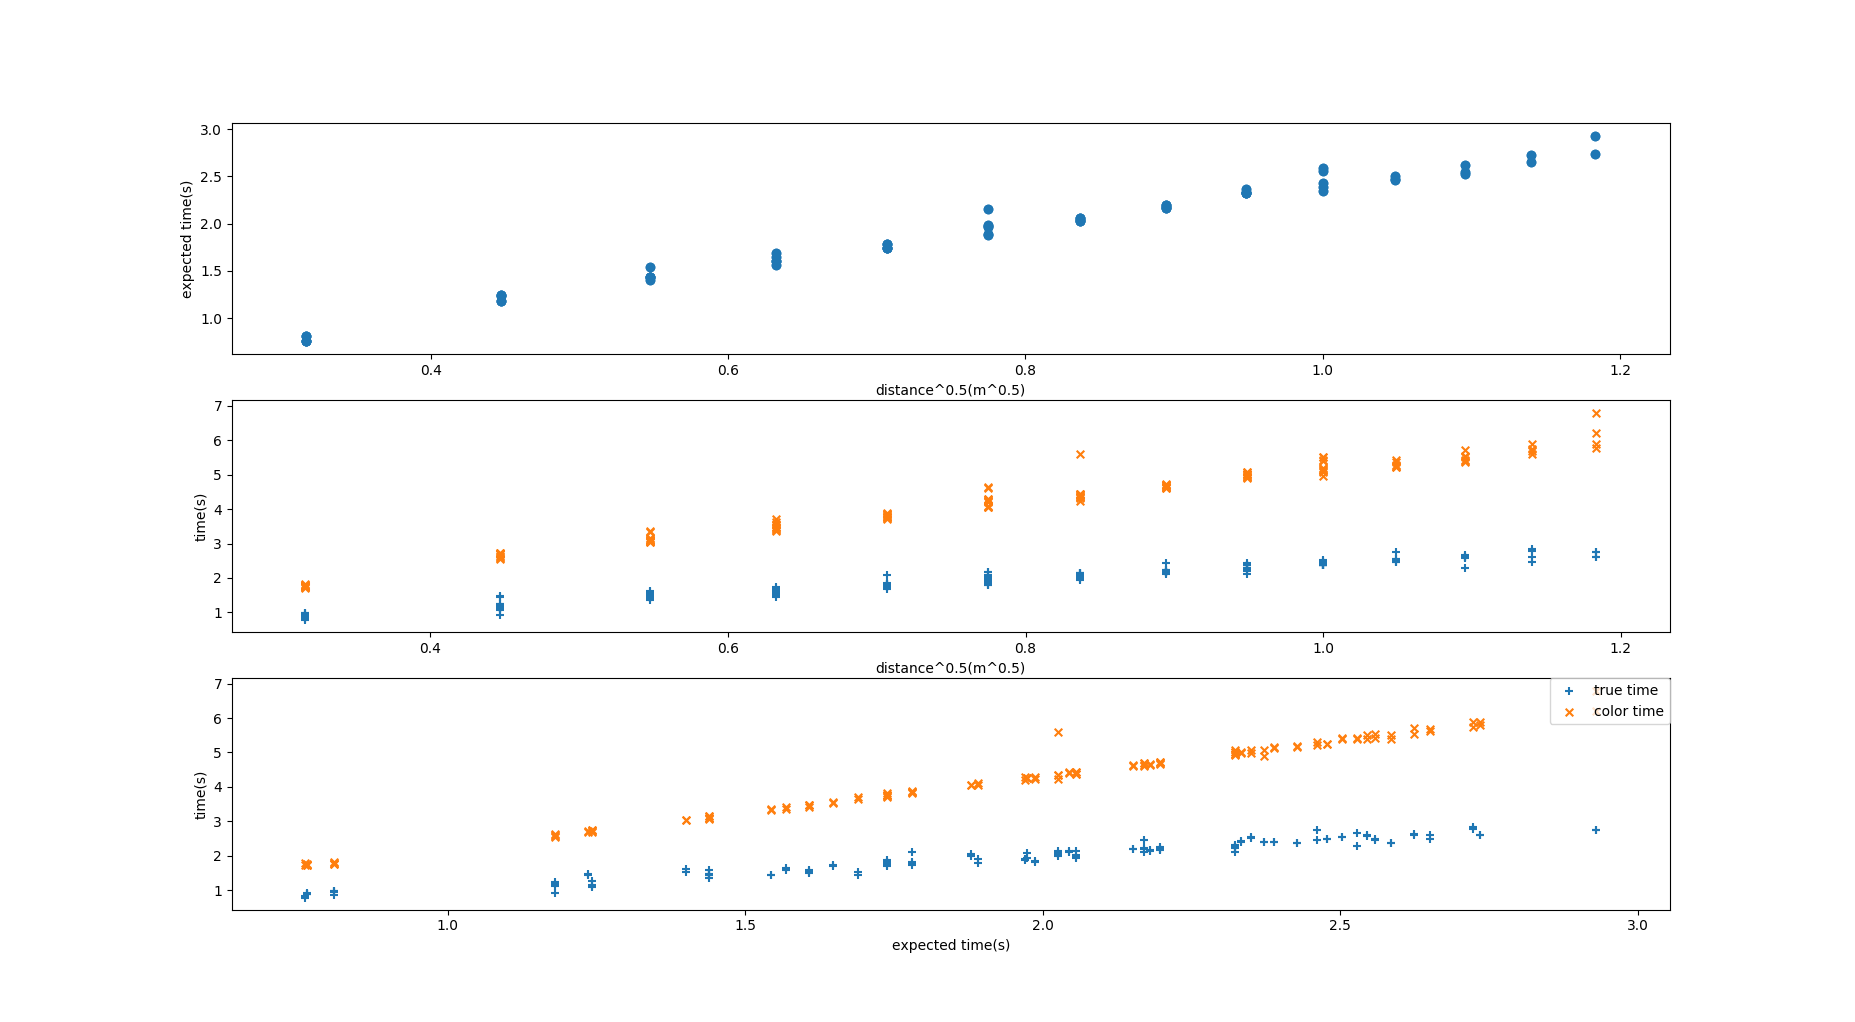 3.0
2.5
2.0
1.5
1.0
expected time(s)
0.4 0.6 0.8 1.0 1.2
distance^0.5(m^0.5)
7
6
5
4
3
2
1
time(s)
0.4 0.6 0.8 1.0 1.2
distance^0.5(m^0.5)
7
6
5
4
3
2
1
time(s)
true time
color time
1.0 1.5 2.0 2.5 3.0
expected time(s)